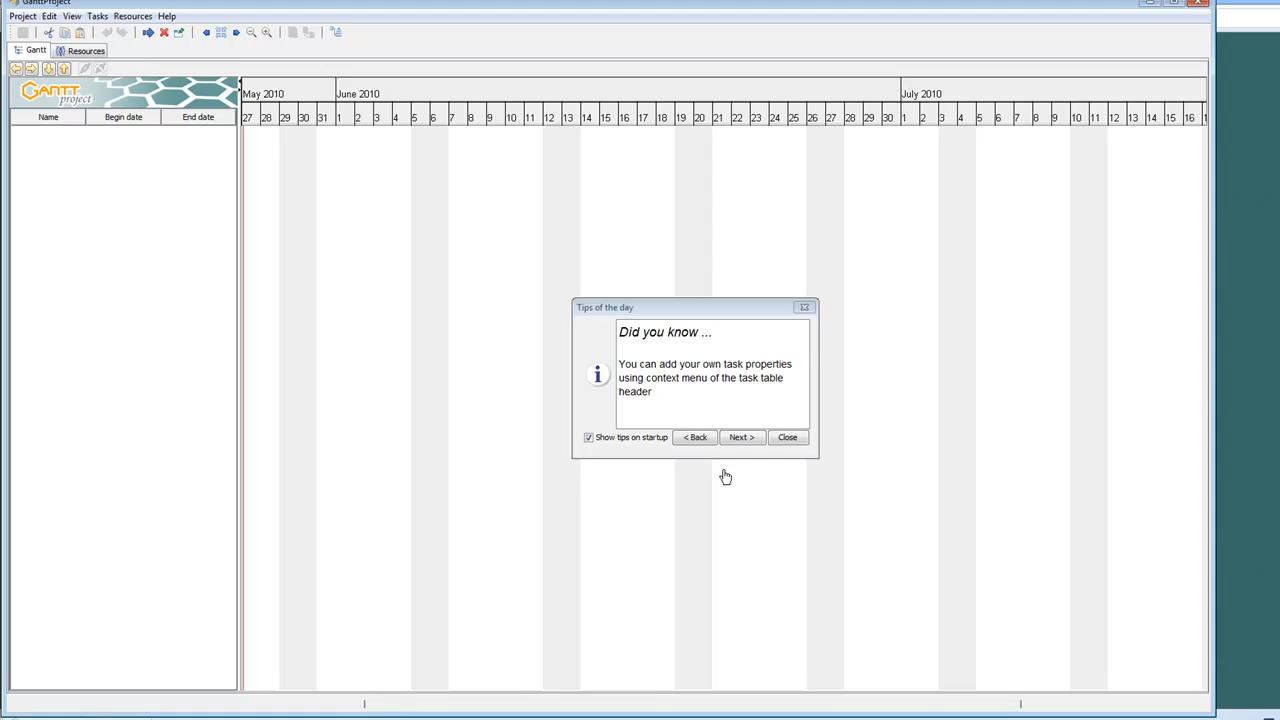 GanttProject
Project Edit View Tasks Resources Help
Gantt Resources
GANTT project
May 2010 June 2010 July 2010
Name Begin date End date
27 28 29 30 31 1 2 3 4 5 6 7 8 9 10 11 12 13 14 15 16 17 18 19 20 21 22 23 24 25 26 27 28 29 30 1 2 3 4 5 6 7 8 9 10 11 12 13 14 15 16 1
Tips of the day
Did you know ...
You can add your own task properties
using context menu of the task table
header
Show tips on startup < Back Next > Close